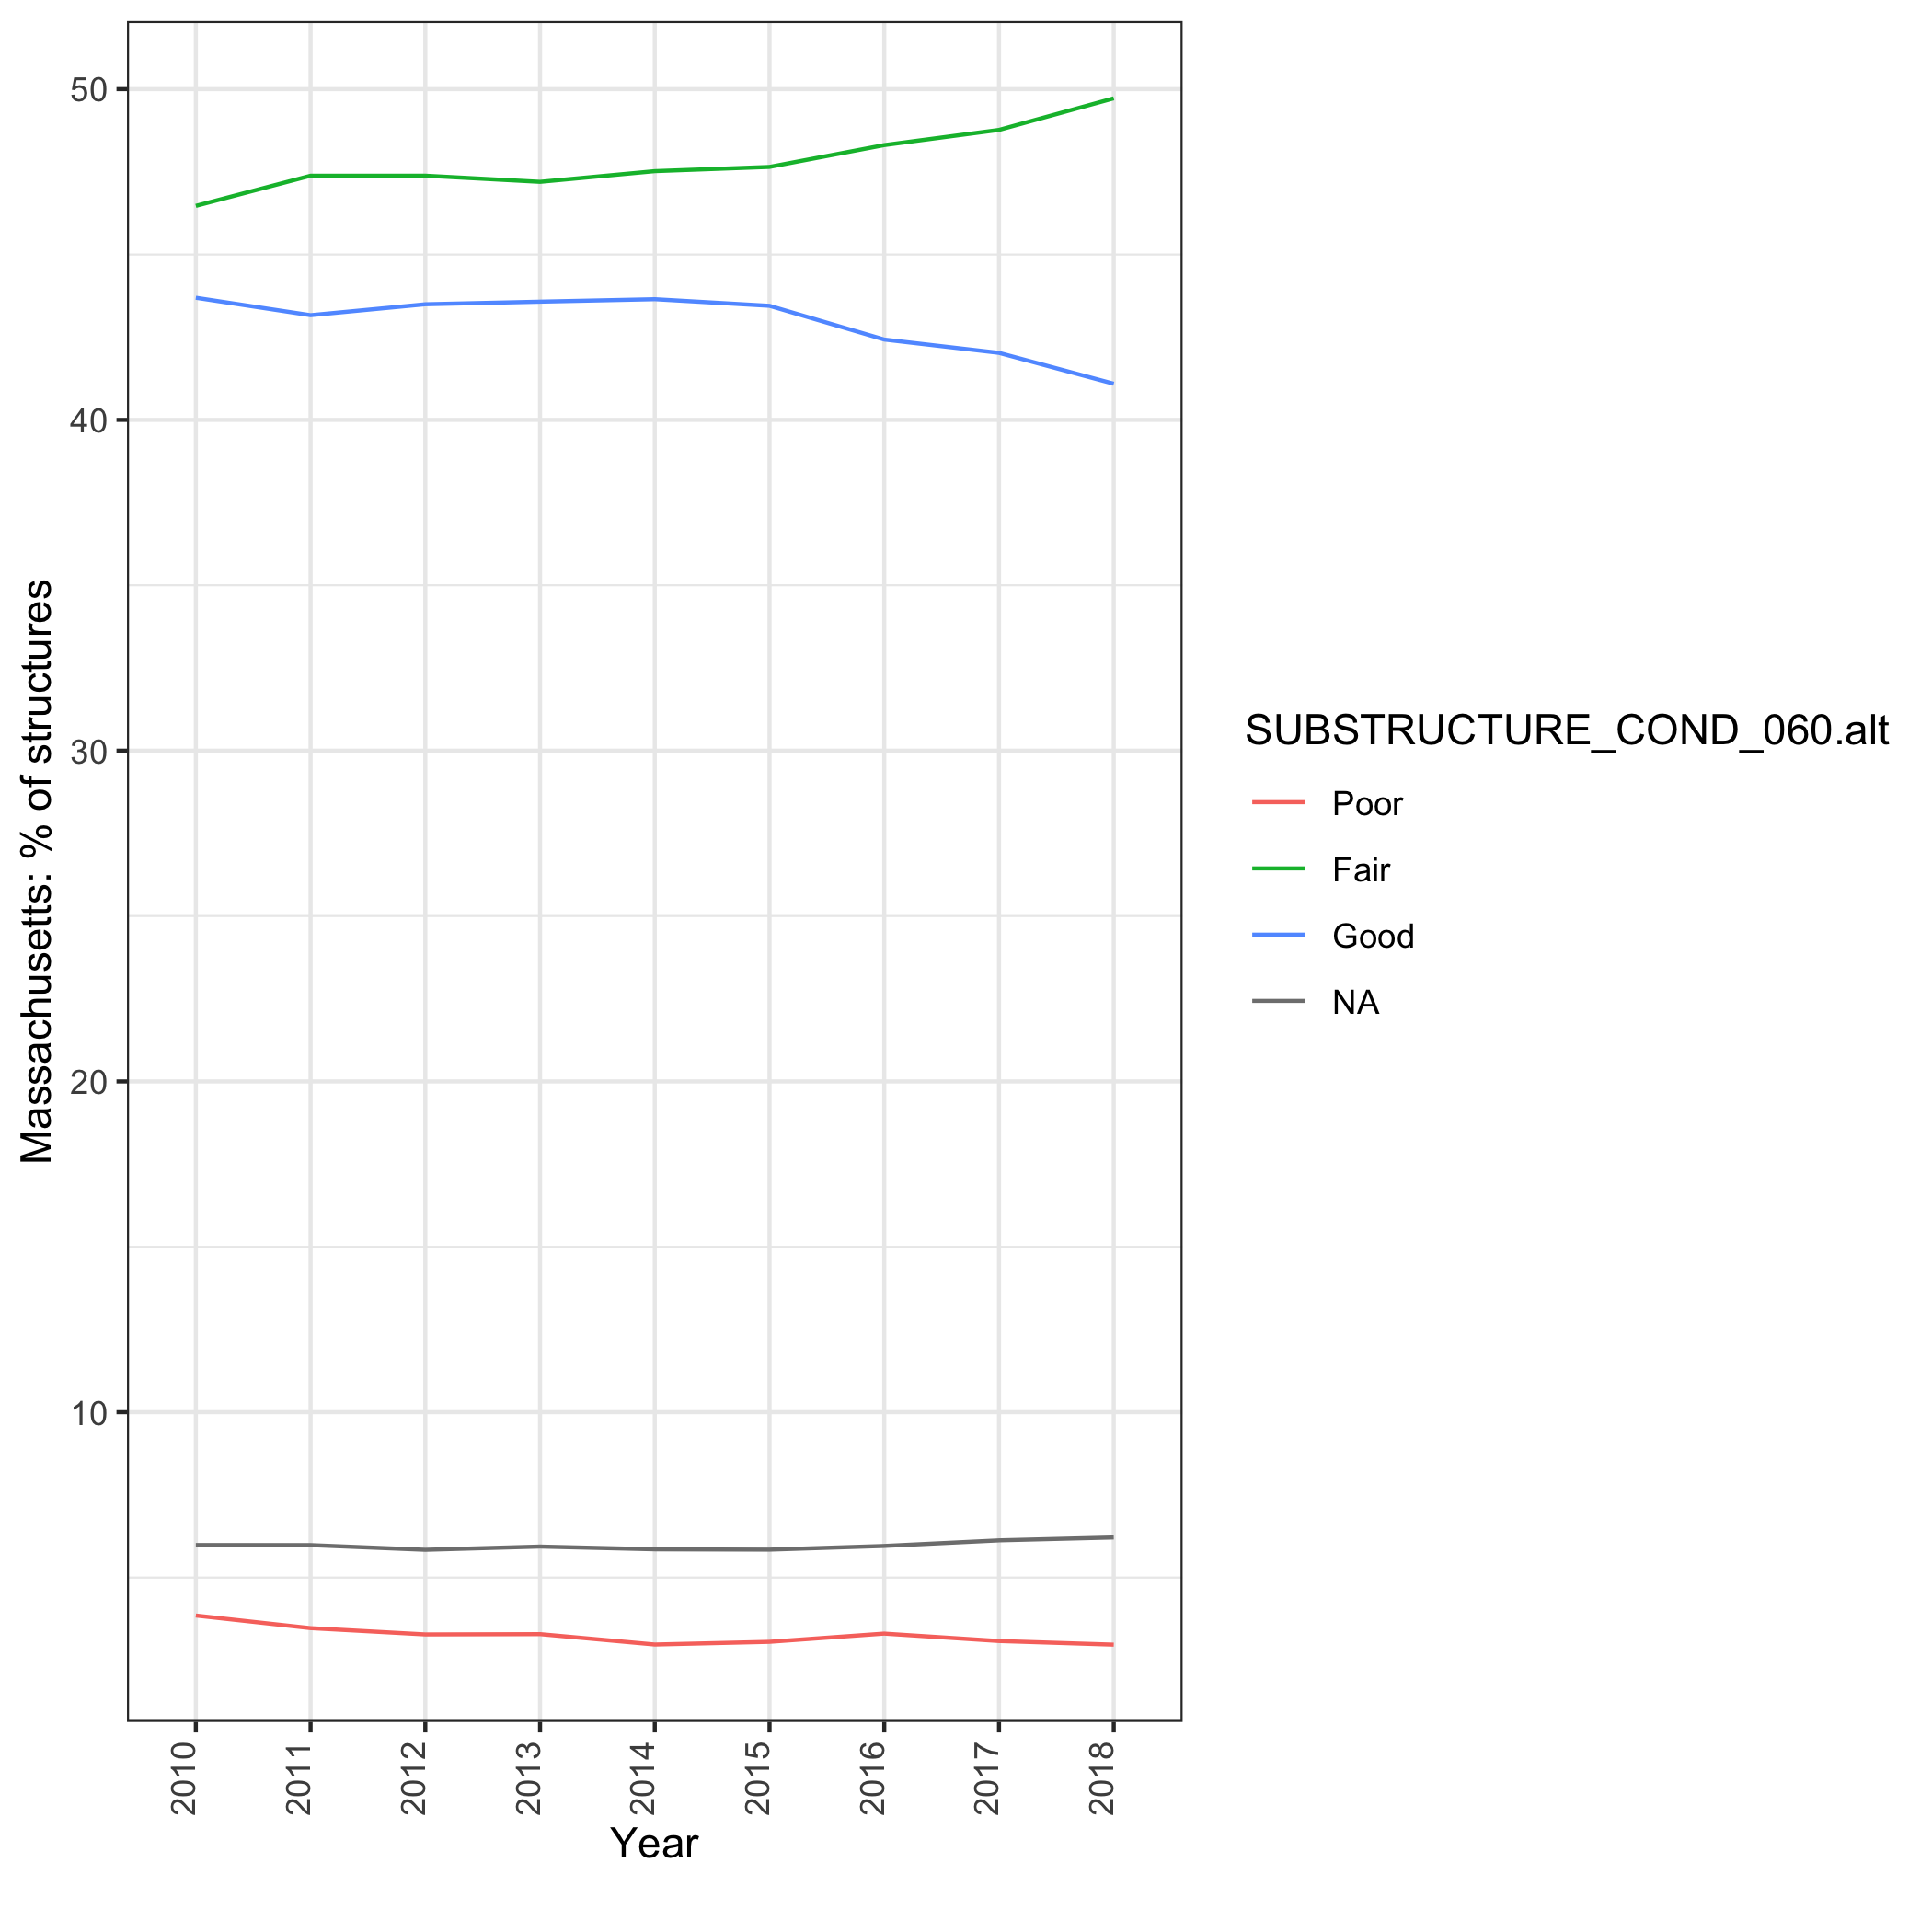 Massachusetts: % of structures
50
40
30
20
10
2010
2011
2012
2013
2014
2015
2016
2017
2018
Year
SUBSTRUCTURE_COND_060.alt
Poor
Fair
Good
NA